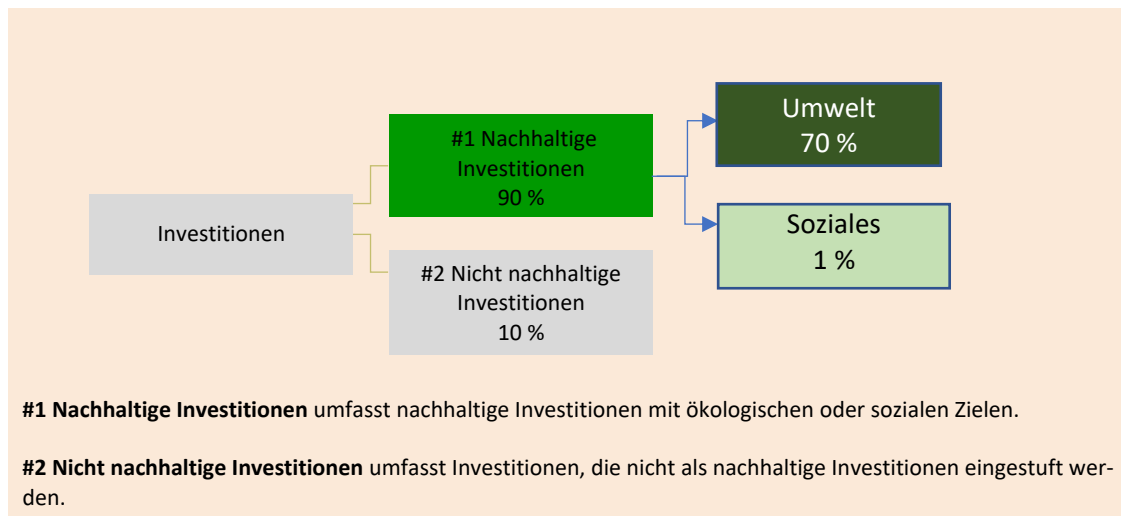 Umwelt
70 %
#1 Nachhaltige
Investitionen
90 %
Soziales
1 %
Investitionen
#2 Nicht nachhaltige
Investitionen
10 %
#1 Nachhaltige Investitionen umfasst nachhaltige Investitionen mit ökologischen oder sozialen Zielen.
#2 Nicht nachhaltige Investitionen umfasst Investitionen, die nicht als nachhaltige Investitionen eingestuft wer-
den.